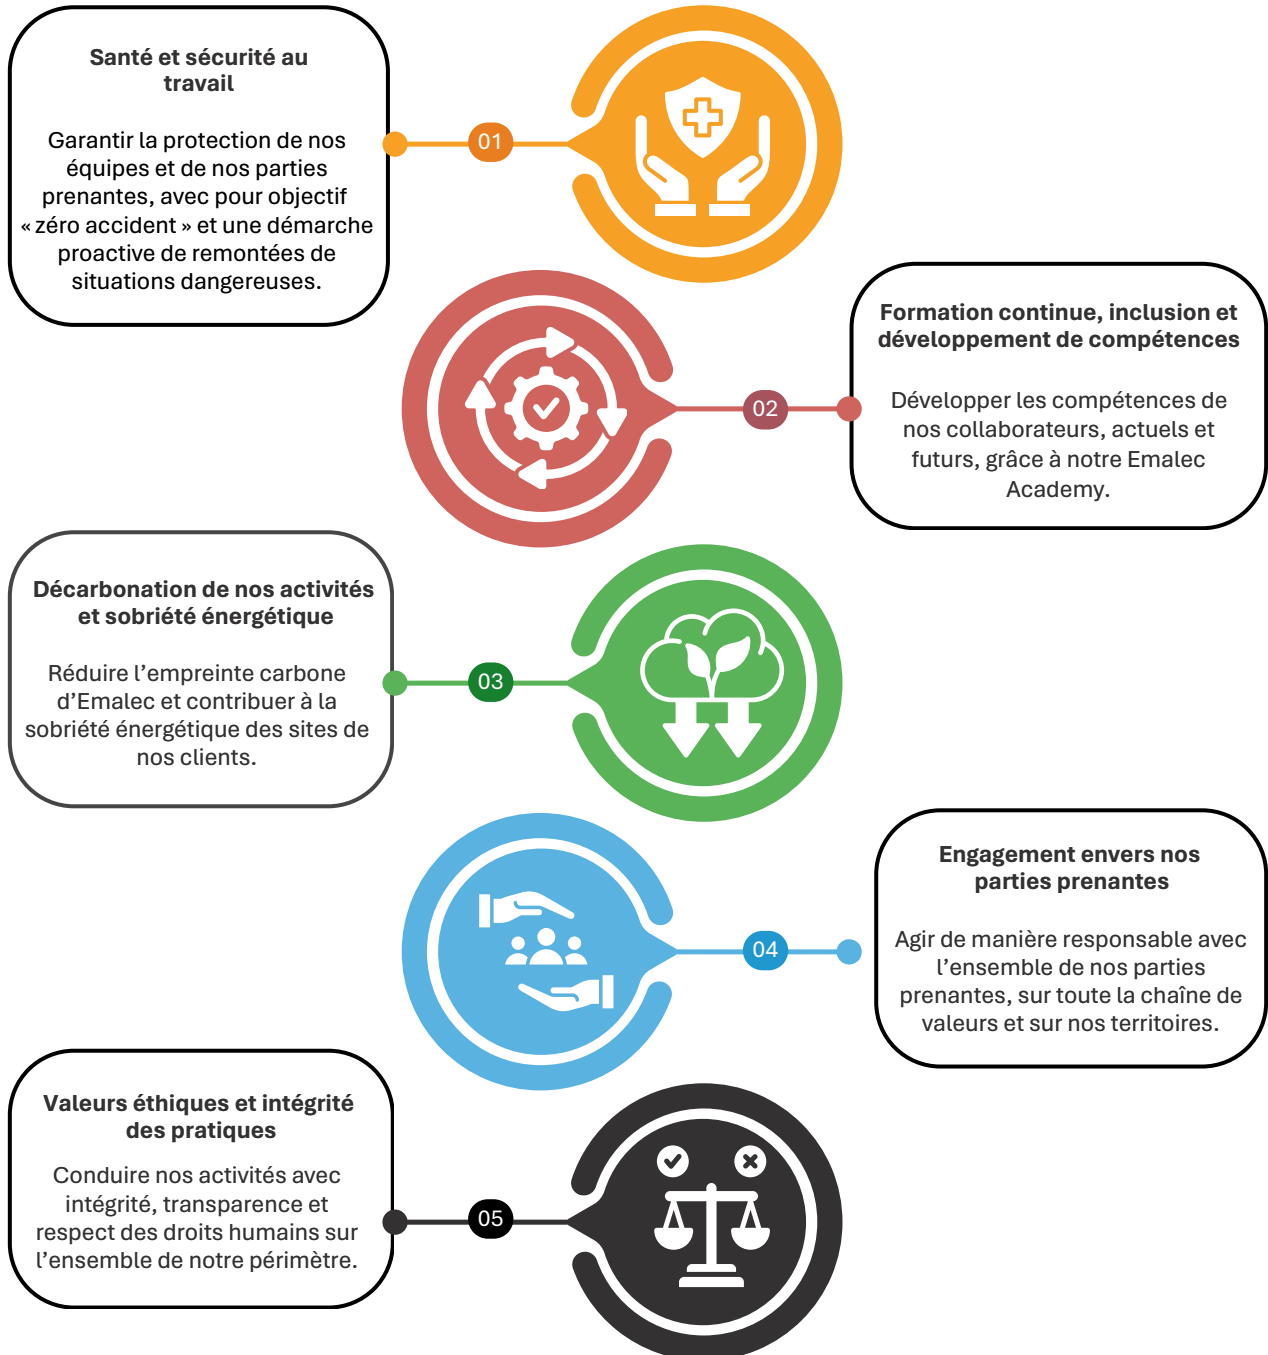 Santé et sécurité au
travail
Garantir la protection de nos
équipes et de nos parties
prenantes, avec pour objectif
« zéro accident » et une démarche
proactive de remontées de
situations dangereuses.
01
Formation continue, inclusion et
développement de compétences
Développer les compétences de
nos collaborateurs, actuels et
futurs, grâce à notre Emalec
Academy.
02
Décarbonation de nos activités
et sobriété énergétique
Réduire l’empreinte carbone
d’Emalec et contribuer à la
sobriété énergétique des sites de
nos clients.
03
Engagement envers nos
parties prenantes
Agir de manière responsable avec
l’ensemble de nos parties
prenantes, sur toute la chaîne de
valeurs et sur nos territoires.
04
Valeurs éthiques et intégrité
des pratiques
Conduire nos activités avec
intégrité, transparence et
respect des droits humains sur
l’ensemble de notre périmètre.
05